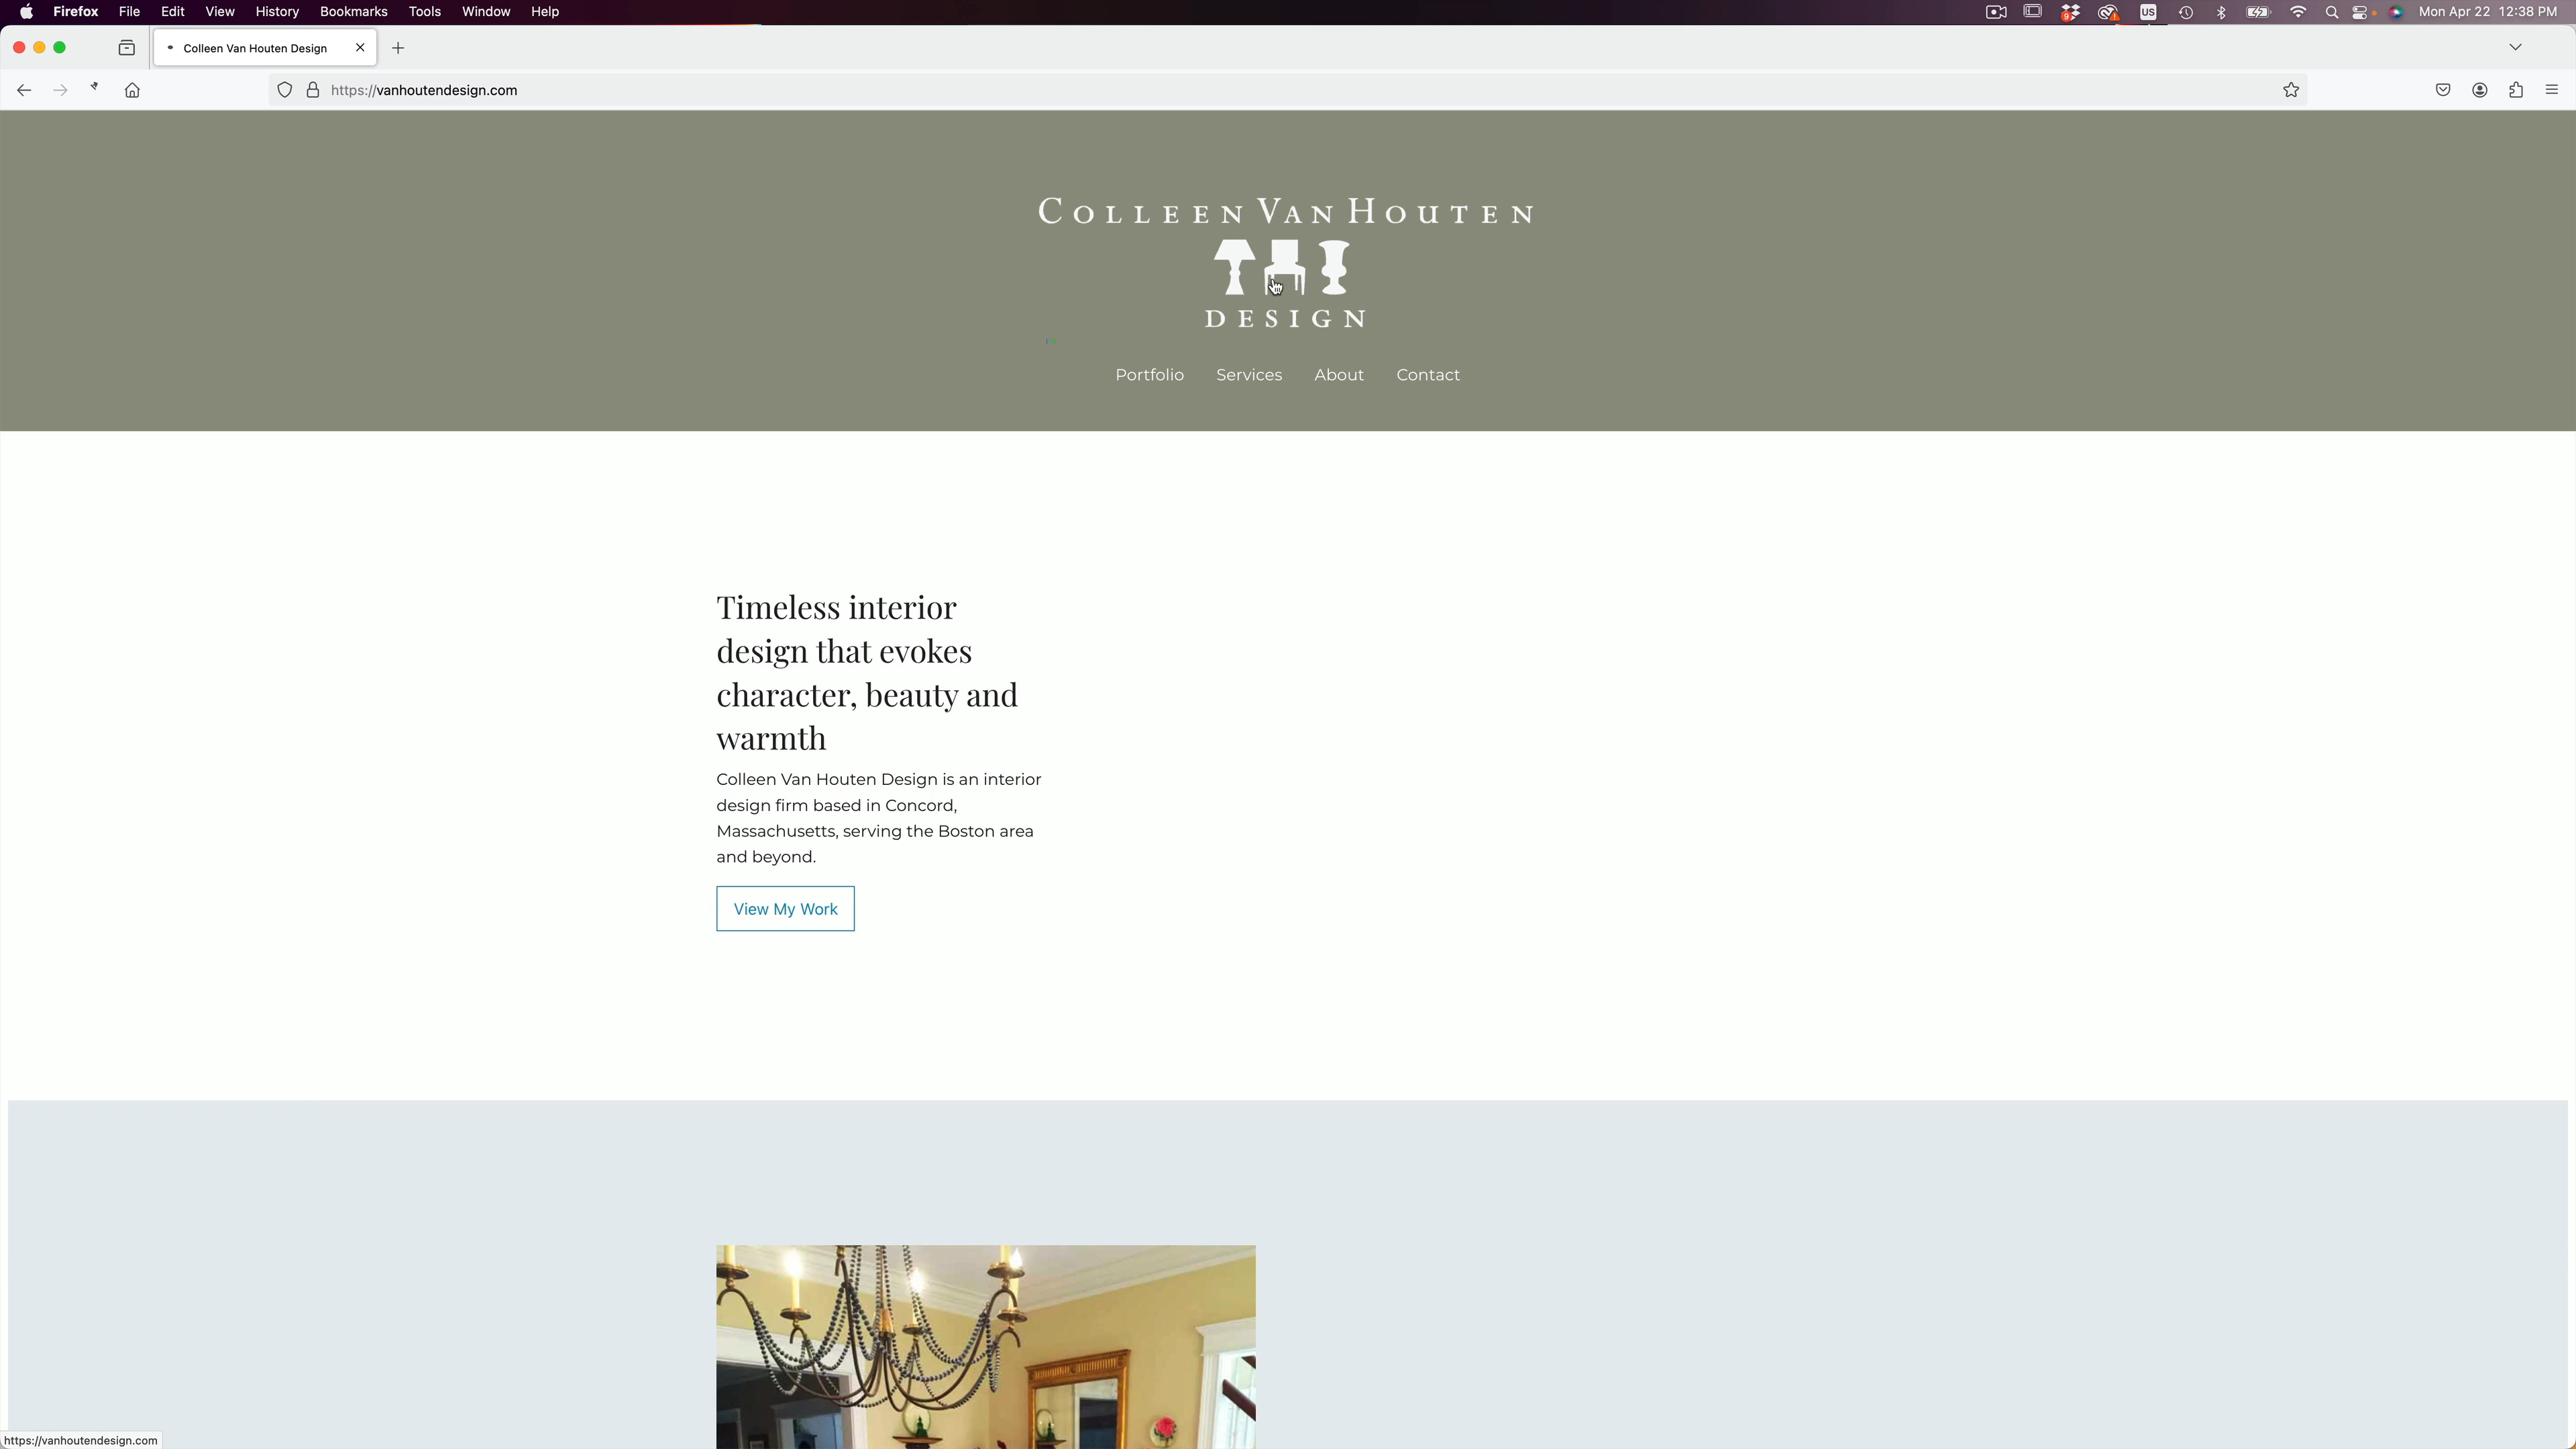 Firefox File Edit View History Bookmarks Tools Window Help 9 US Mon Apr 22 12:38 PM
Colleen Van Houten Design
https://vanhoutendesign.com
COLLEEN VAN HOUTEN
DESIGN
Portfolio Services About Contact
Timeless interior
design that evokes
character, beauty and
warmth
Colleen Van Houten Design is an interior
design firm based in Concord,
Massachusetts, serving the Boston area
and beyond.
View My Work
https://vanhoutendesign.com